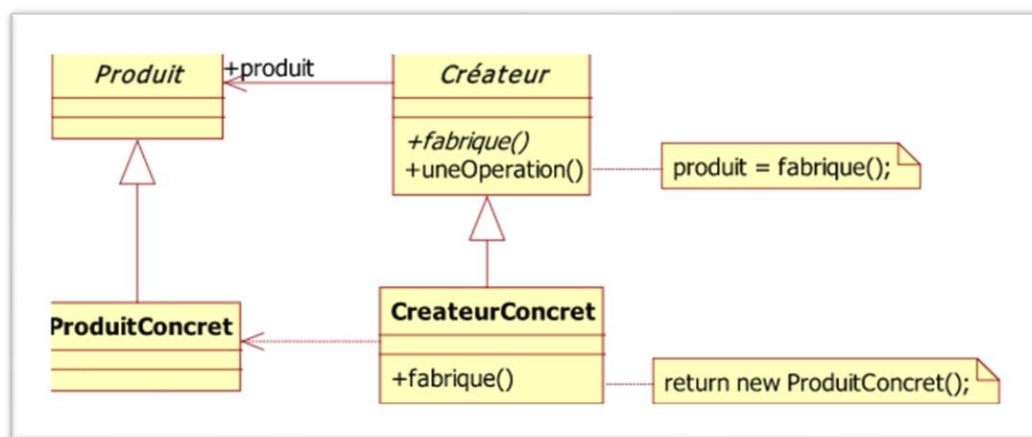 Produit
+produit
Créateur
+fabrique()
+uneOperation()
produit = fabrique();
ProduitConcret
CreateurConcret
+fabrique()
return new ProduitConcret();